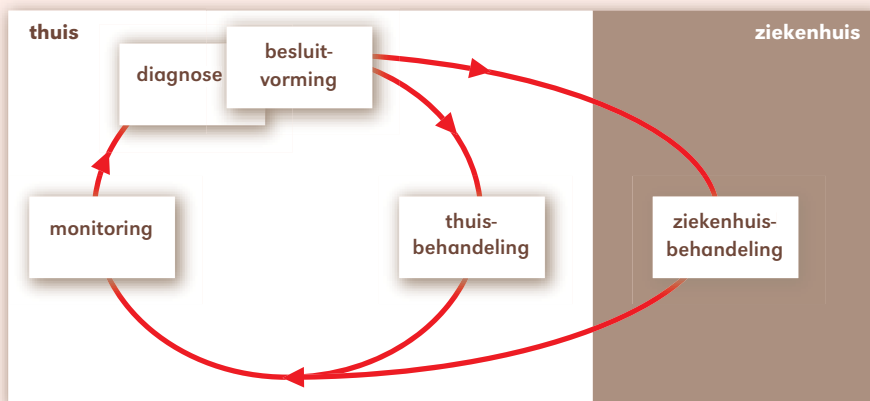 thuis
ziekenhuis
diagnose
besluit-
vorming
monitoring
thuis-
behandeling
ziekenhuis-
behandeling